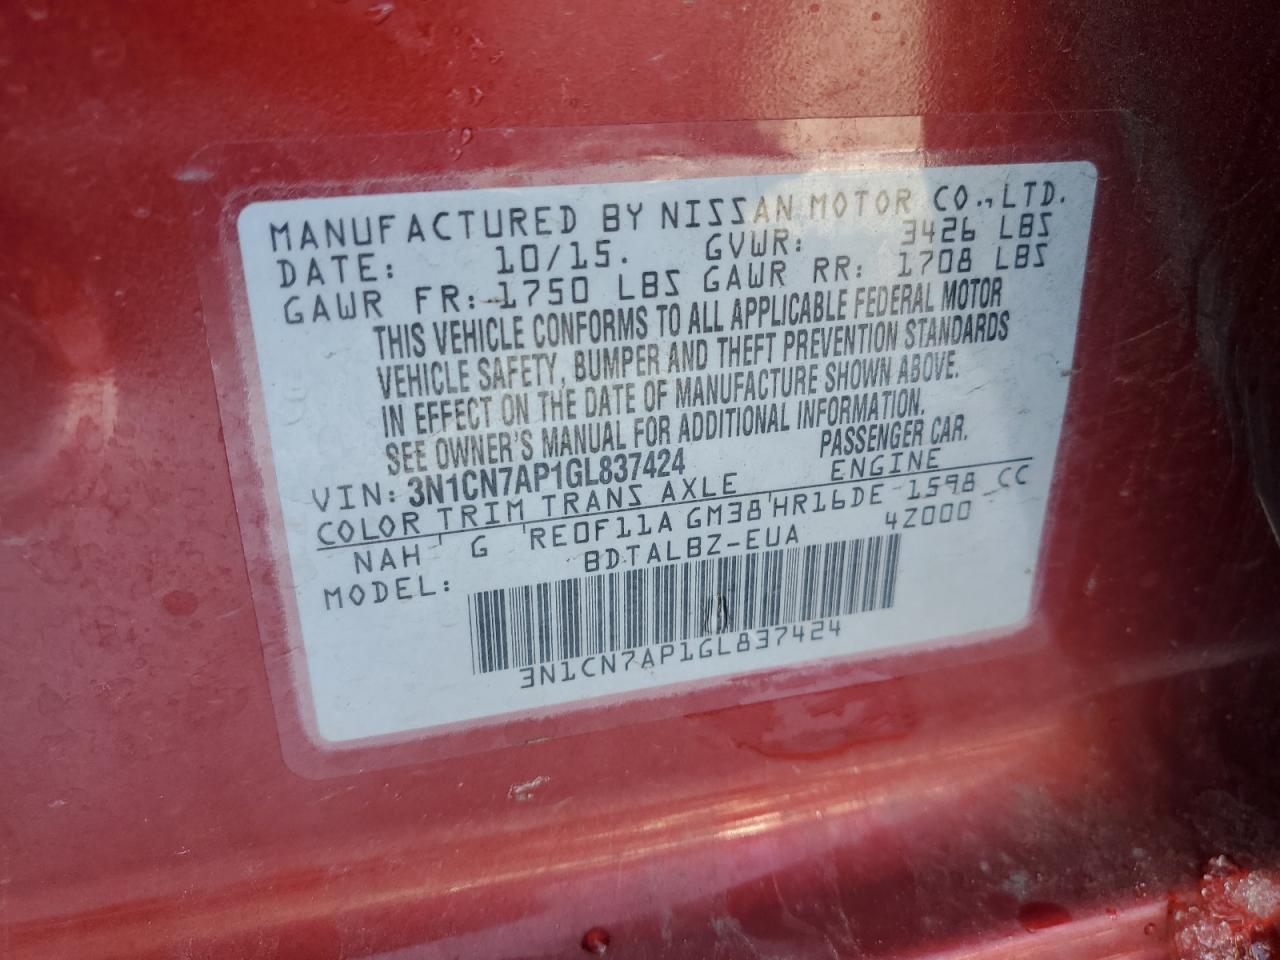 MANUFACTURED BY NISSAN MOTOR CO.,LTD.
DATE: 10/15. GVWR: 3426 LBS
GAWR FR: 1750 LBS GAWR RR: 1708 LBS
THIS VEHICLE CONFORMS TO ALL APPLICABLE FEDERAL MOTOR
VEHICLE SAFETY, BUMPER AND THEFT PREVENTION STANDARDS
IN EFFECT ON THE DATE OF MANUFACTURE SHOWN ABOVE.
SEE OWNER'S MANUAL FOR ADDITIONAL INFORMATION.
VIN: 3N1CN7AP1GL837424 PASSENGER CAR.
COLOR TRIM TRANS AXLE ENGINE
NAH G RE0F11A GM38 HR16DE 1598 CC
MODEL: BDTALBZ-EUA 4Z000
3N1CN7AP1GL837424